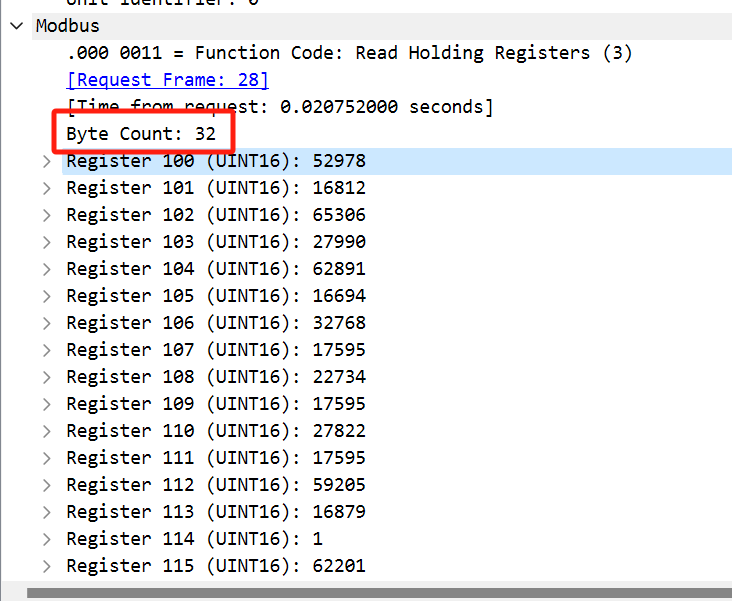 Unit Identifier: 0
Modbus
.000 0011 = Function Code: Read Holding Registers (3)
[Request Frame: 28]
[Time from request: 0.020752000 seconds]
Byte Count: 32
Register 100 (UINT16): 52978
Register 101 (UINT16): 16812
Register 102 (UINT16): 65306
Register 103 (UINT16): 27990
Register 104 (UINT16): 62891
Register 105 (UINT16): 16694
Register 106 (UINT16): 32768
Register 107 (UINT16): 17595
Register 108 (UINT16): 22734
Register 109 (UINT16): 17595
Register 110 (UINT16): 27822
Register 111 (UINT16): 17595
Register 112 (UINT16): 59205
Register 113 (UINT16): 16879
Register 114 (UINT16): 1
Register 115 (UINT16): 62201